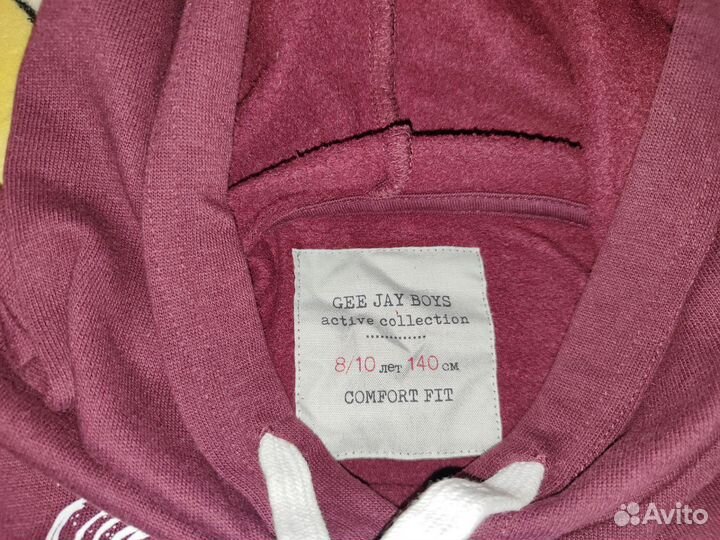 GEE JAY BOYS
active collection
8/10 лет 140 см
COMFORT FIT
Avito